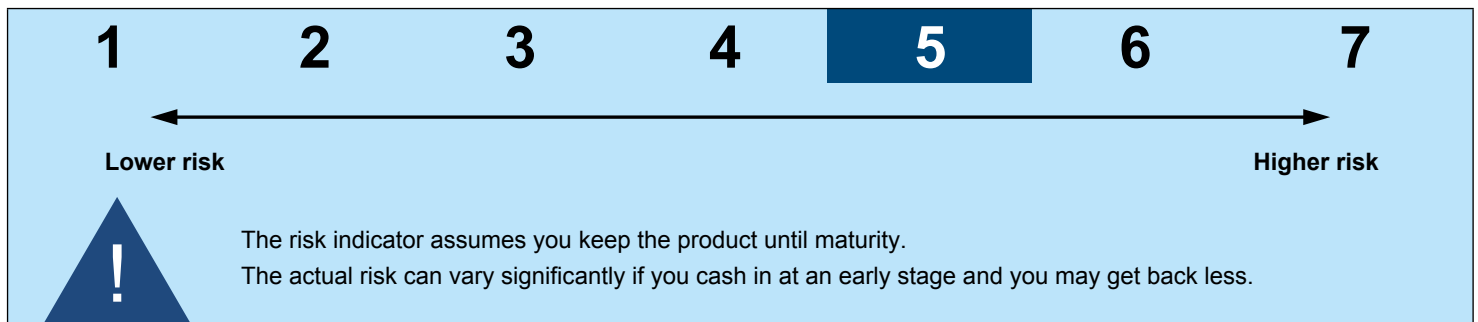 1 2 3 4 5 6 7
Lower risk Higher risk
!
The risk indicator assumes you keep the product until maturity.
The actual risk can vary significantly if you cash in at an early stage and you may get back less.